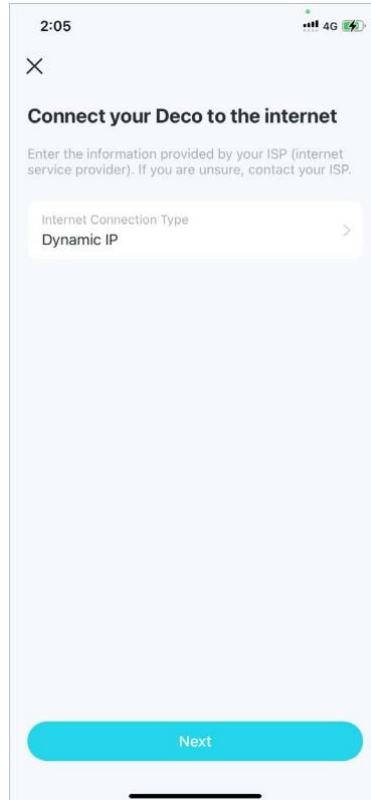 2:05
4G
Connect your Deco to the internet
Enter the information provided by your ISP (internet
service provider). If you are unsure, contact your ISP.
Internet Connection Type
Dynamic IP
Next